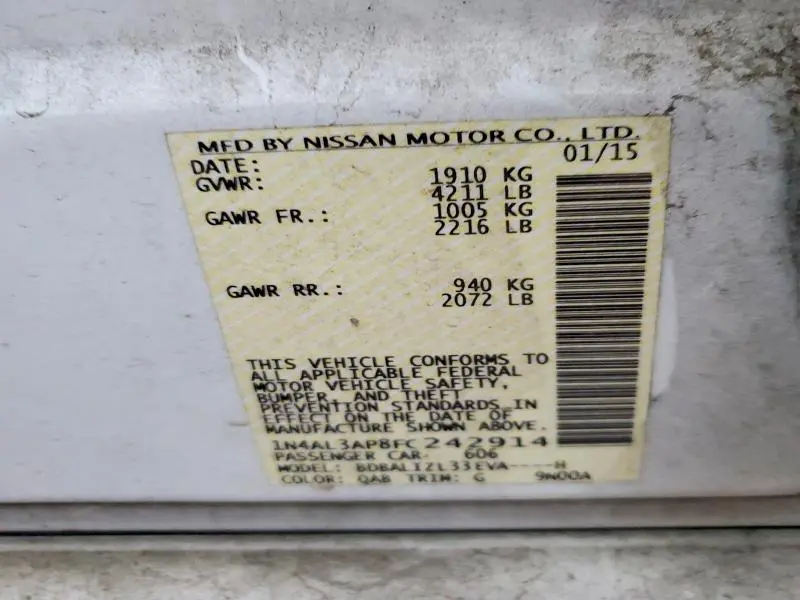 MFD BY NISSAN MOTOR CO., LTD.
DATE: 01/15
GVWR: 1910 KG
4211 LB
GAWR FR.: 1005 KG
2216 LB
GAWR RR.: 940 KG
2072 LB
THIS VEHICLE CONFORMS TO
ALL APPLICABLE FEDERAL
MOTOR VEHICLE SAFETY,
BUMPER, AND THEFT
PREVENTION STANDARDS IN
EFFECT ON THE DATE OF
MANUFACTURE SHOWN ABOVE.
1N4AL3AP8FC242914
PASSENGER CAR 606
MODEL: BDBALIZL33EVA----H
COLOR: QAB TRIM: G 9N00A